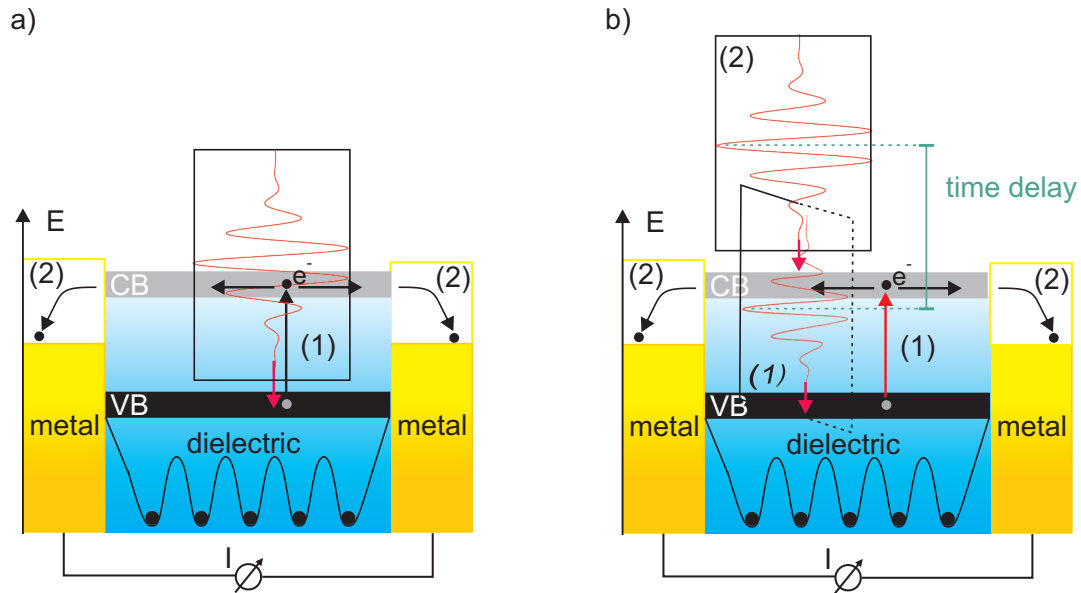 a)
E
(2)
CB
e-
(2)
(1)
VB
metal
dielectric
metal
I
b)
(2)
time delay
E
(2)
CB
e-
(2)
(1)
(1)
VB
metal
dielectric
metal
I